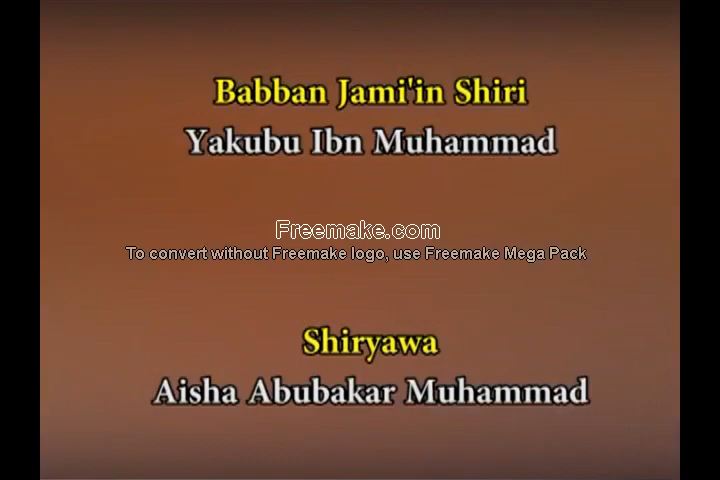 Babban Jami'in Shiri
Yakubu Ibn Muhammad
Freemake.com
To convert without Freemake logo, use Freemake Mega Pack
Shiryawa
Aisha Abubakar Muhammad